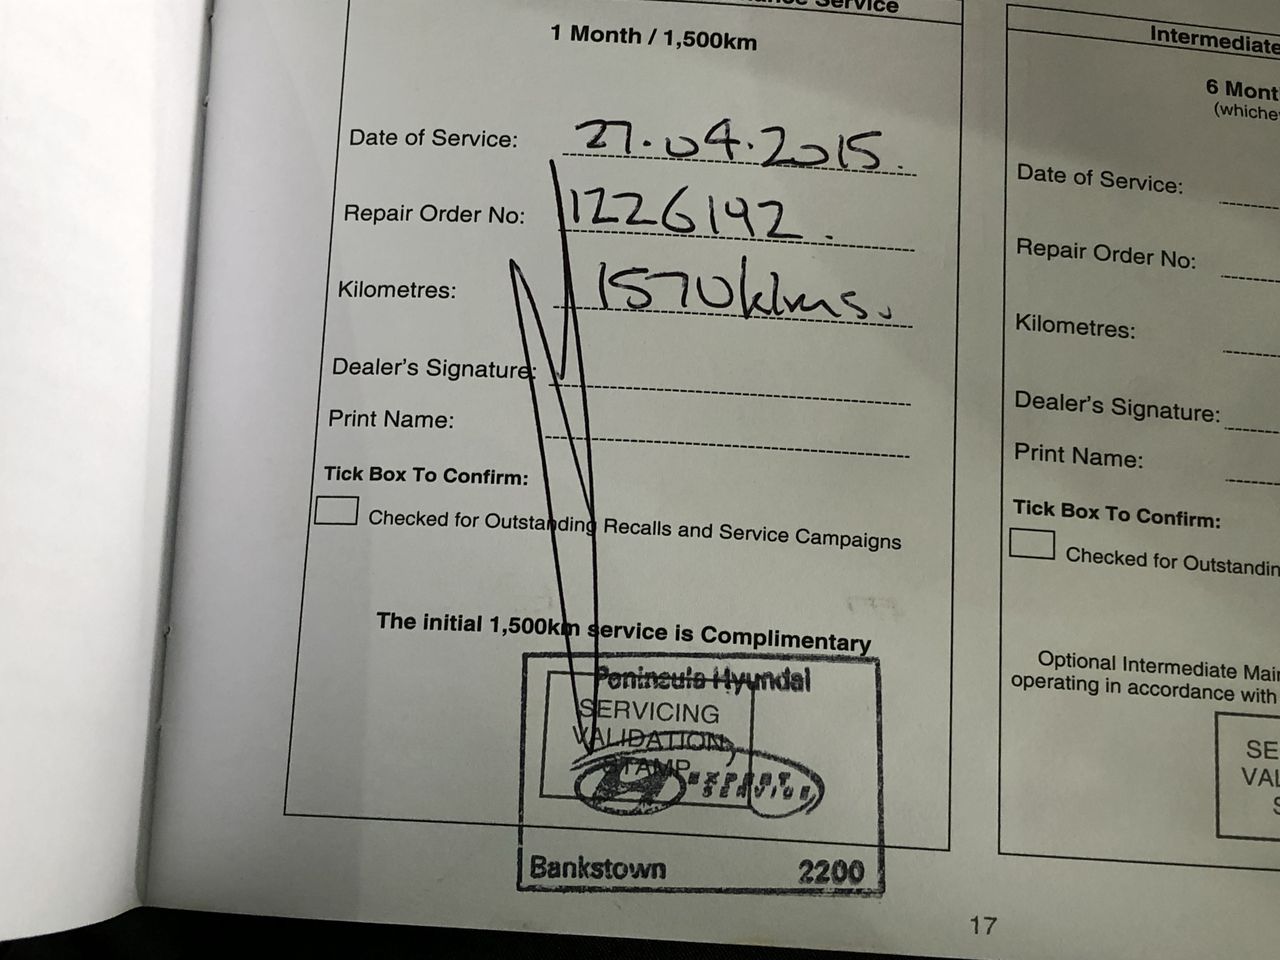 Service
1 Month / 1,500km
Date of Service: 27.04.2015.
Repair Order No: 1226192.
Kilometres: 1570klms.
Dealer's Signature:
Print Name:
Tick Box To Confirm:
Checked for Outstanding Recalls and Service Campaigns
The initial 1,500km service is Complimentary
Peninsula Hyundai
SERVICING
VALIDATION
STAMP
Bankstown 2200
Intermediate
6 Mont
(whiche
Date of Service:
Repair Order No:
Kilometres:
Dealer's Signature:
Print Name:
Tick Box To Confirm:
Checked for Outstandin
Optional Intermediate Mai
operating in accordance with
SE
VAL
S
17